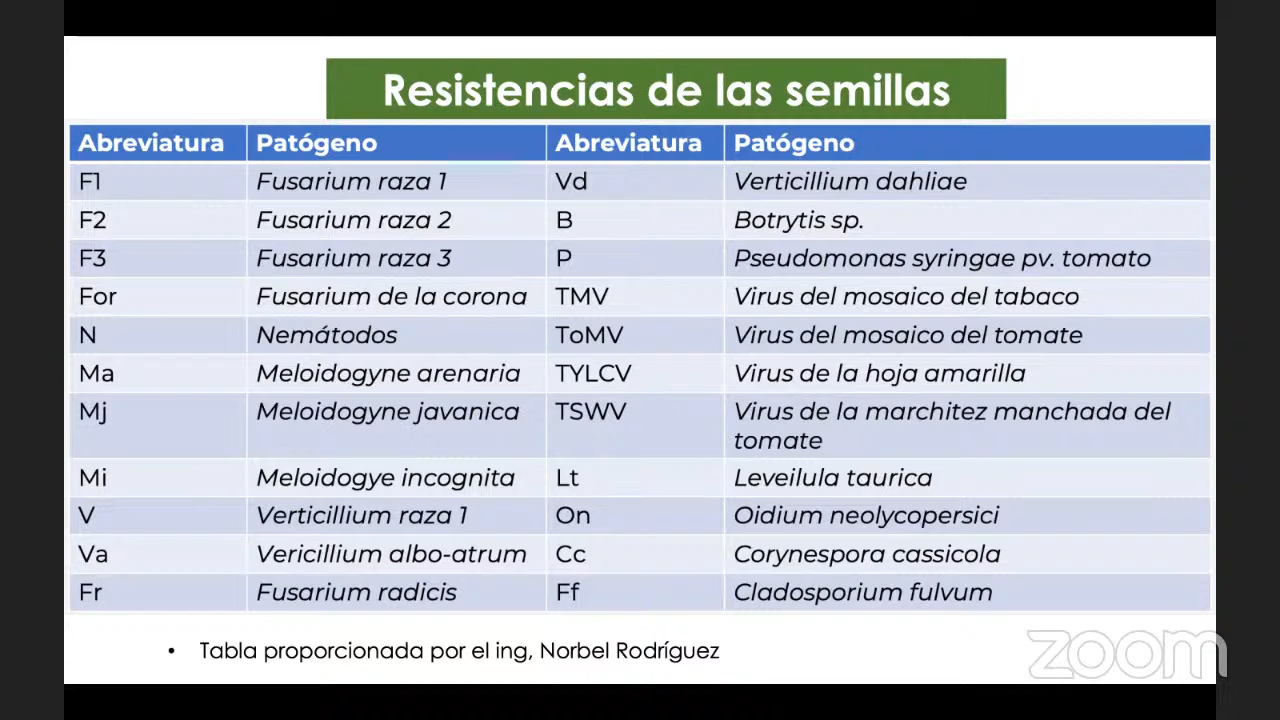 Resistencias de las semillas
Abreviatura Patógeno Abreviatura Patógeno
F1 Fusarium raza 1 Vd Verticillium dahliae
F2 Fusarium raza 2 B Botrytis sp.
F3 Fusarium raza 3 P Pseudomonas syringae pv. tomato
For Fusarium de la corona TMV Virus del mosaico del tabaco
N Nemátodos ToMV Virus del mosaico del tomate
Ma Meloidogyne arenaria TYLCV Virus de la hoja amarilla
Mj Meloidogyne javanica TSWV Virus de la marchitez manchada del
tomate
Mi Meloidogye incognita Lt Leveilula taurica
V Verticillium raza 1 On Oidium neolycopersici
Va Vericillium albo-atrum Cc Corynespora cassicola
Fr Fusarium radicis Ff Cladosporium fulvum
• Tabla proporcionada por el ing, Norbel Rodríguez
zoom